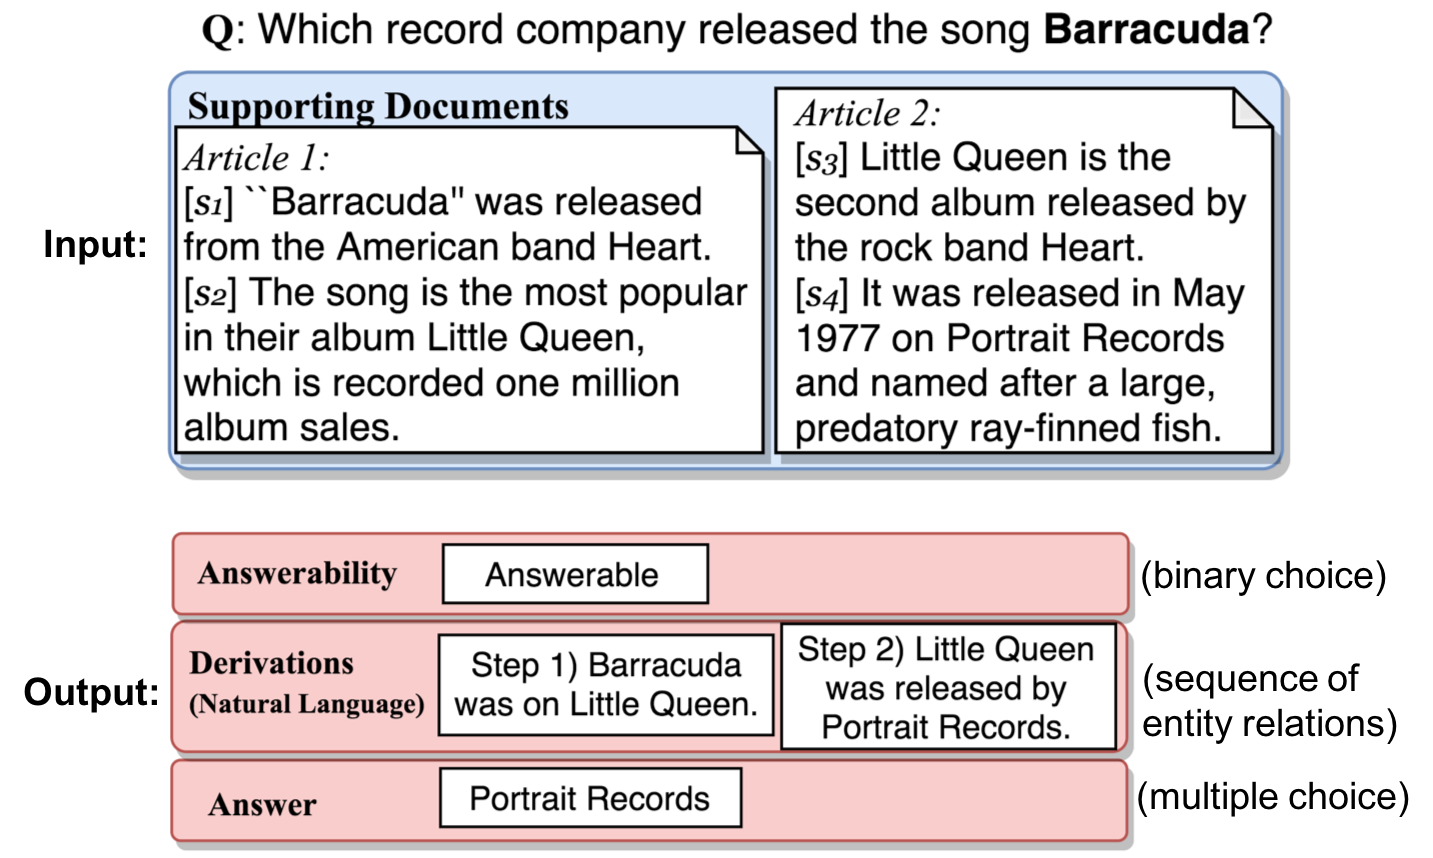 Q: Which record company released the song Barracuda?
Supporting Documents
Input:
Article 1:
[s1] ``Barracuda" was released
from the American band Heart.
[s2] The song is the most popular
in their album Little Queen,
which is recorded one million
album sales.
Article 2:
[s3] Little Queen is the
second album released by
the rock band Heart.
[s4] It was released in May
1977 on Portrait Records
and named after a large,
predatory ray-finned fish.
Output:
Answerability
Answerable
(binary choice)
Derivations
(Natural Language)
Step 1) Barracuda
was on Little Queen.
Step 2) Little Queen
was released by
Portrait Records.
(sequence of
entity relations)
Answer
Portrait Records
(multiple choice)